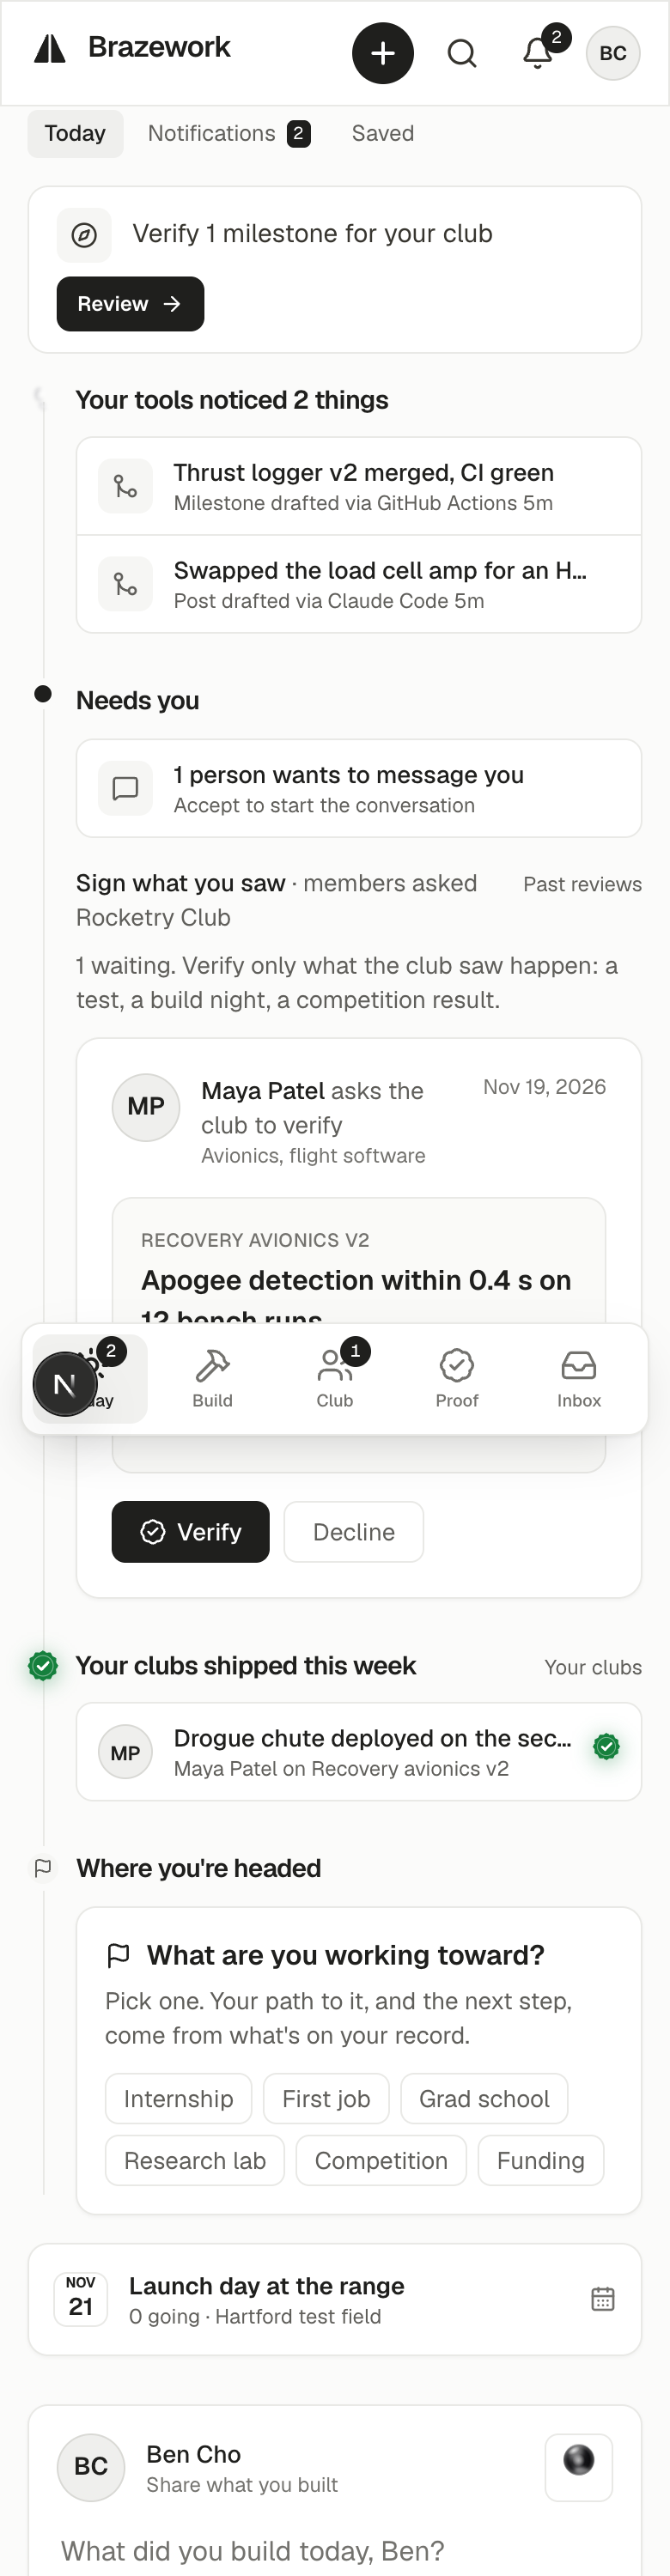 Brazework
2
BC
Today
Notifications 2
Saved
Verify 1 milestone for your club
Review →
Your tools noticed 2 things
Thrust logger v2 merged, CI green
Milestone drafted via GitHub Actions 5m
Swapped the load cell amp for an H...
Post drafted via Claude Code 5m
Needs you
1 person wants to message you
Accept to start the conversation
Sign what you saw · members asked
Rocketry Club
Past reviews
1 waiting. Verify only what the club saw happen: a
test, a build night, a competition result.
MP
Maya Patel asks the
club to verify
Avionics, flight software
Nov 19, 2026
RECOVERY AVIONICS V2
Apogee detection within 0.4 s on
12 bench runs
2
N
day
Build
1
Club
Proof
Inbox
Verify
Decline
Your clubs shipped this week
Your clubs
MP
Drogue chute deployed on the sec...
Maya Patel on Recovery avionics v2
Where you're headed
What are you working toward?
Pick one. Your path to it, and the next step,
come from what's on your record.
Internship
First job
Grad school
Research lab
Competition
Funding
NOV
21
Launch day at the range
0 going · Hartford test field
BC
Ben Cho
Share what you built
What did you build today, Ben?